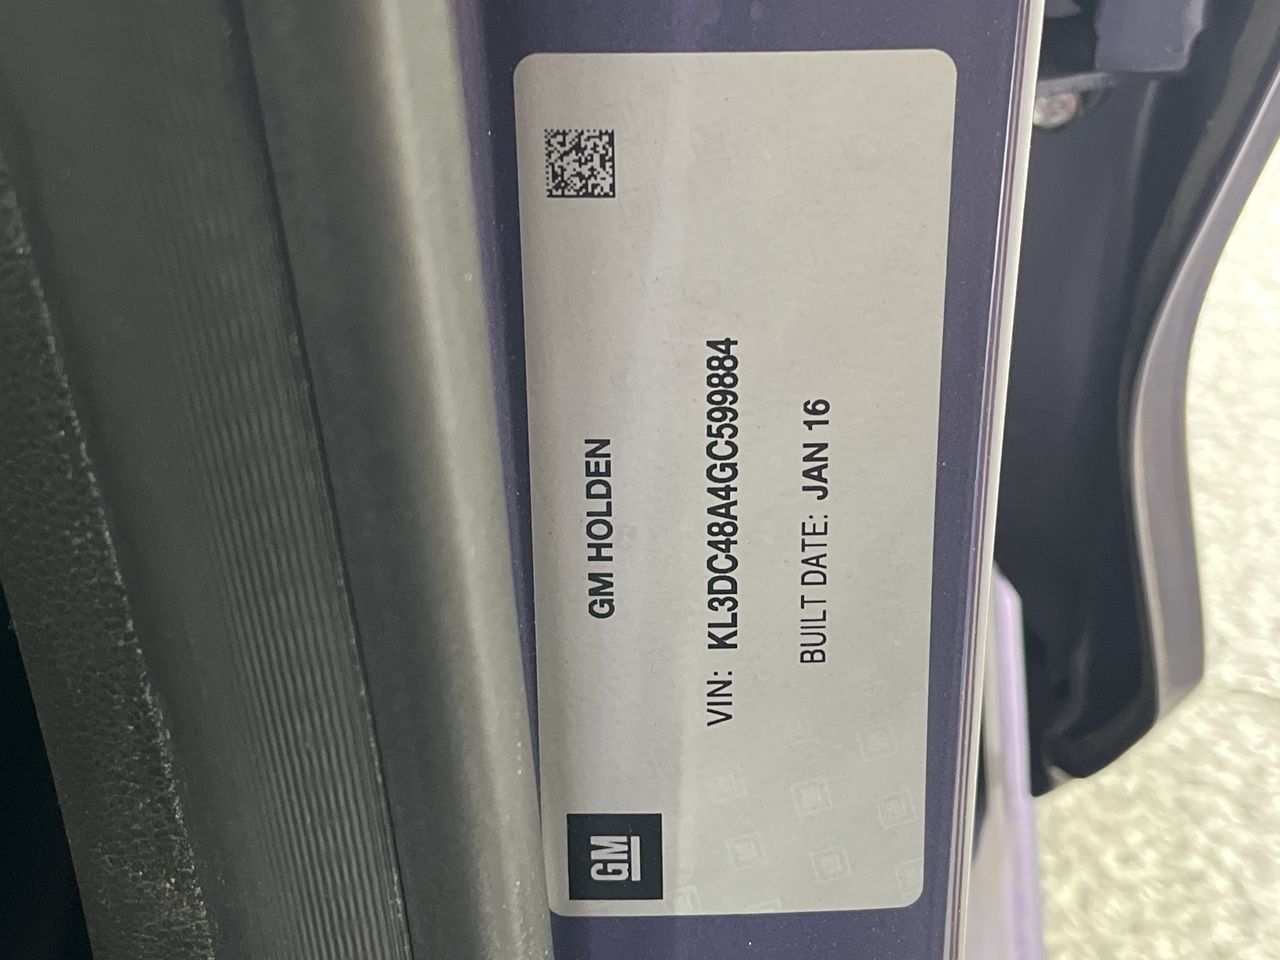 GM
GM HOLDEN
VIN: KL3DC48A4GC599884
BUILT DATE: JAN 16